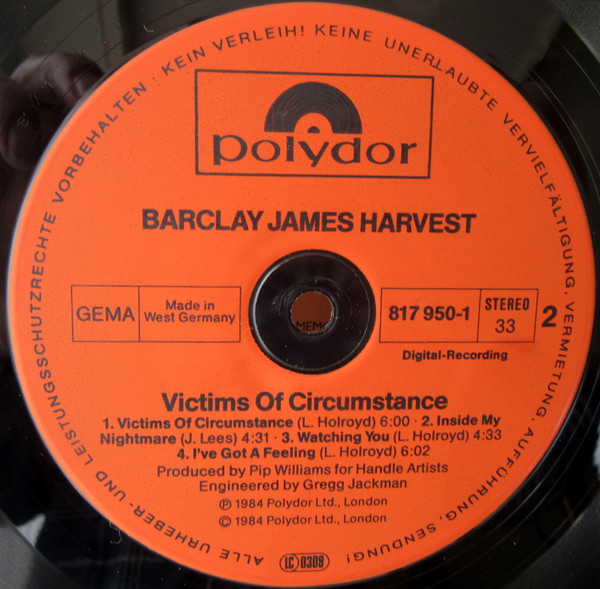 ALLE URHEBER- UND LEISTUNGSSCHUTZRECHTE VORBEHALTEN · KEIN VERLEIH! KEINE UNERLAUBTE VERVIELFÄLTIGUNG, VERMIETUNG, AUFFÜHRUNG, SENDUNG!
polydor
BARCLAY JAMES HARVEST
GEMA
Made in
West Germany
817 950-1
STEREO
33
2
Digital-Recording
MEMO
Victims Of Circumstance
1. Victims Of Circumstance (L. Holroyd) 6:00 · 2. Inside My
Nightmare (J. Lees) 4:31 · 3. Watching You (L. Holroyd) 4:33
4. I've Got A Feeling (L. Holroyd) 6:02
Produced by Pip Williams for Handle Artists
Engineered by Gregg Jackman
℗ 1984 Polydor Ltd., London
© 1984 Polydor Ltd., London
LC 0309